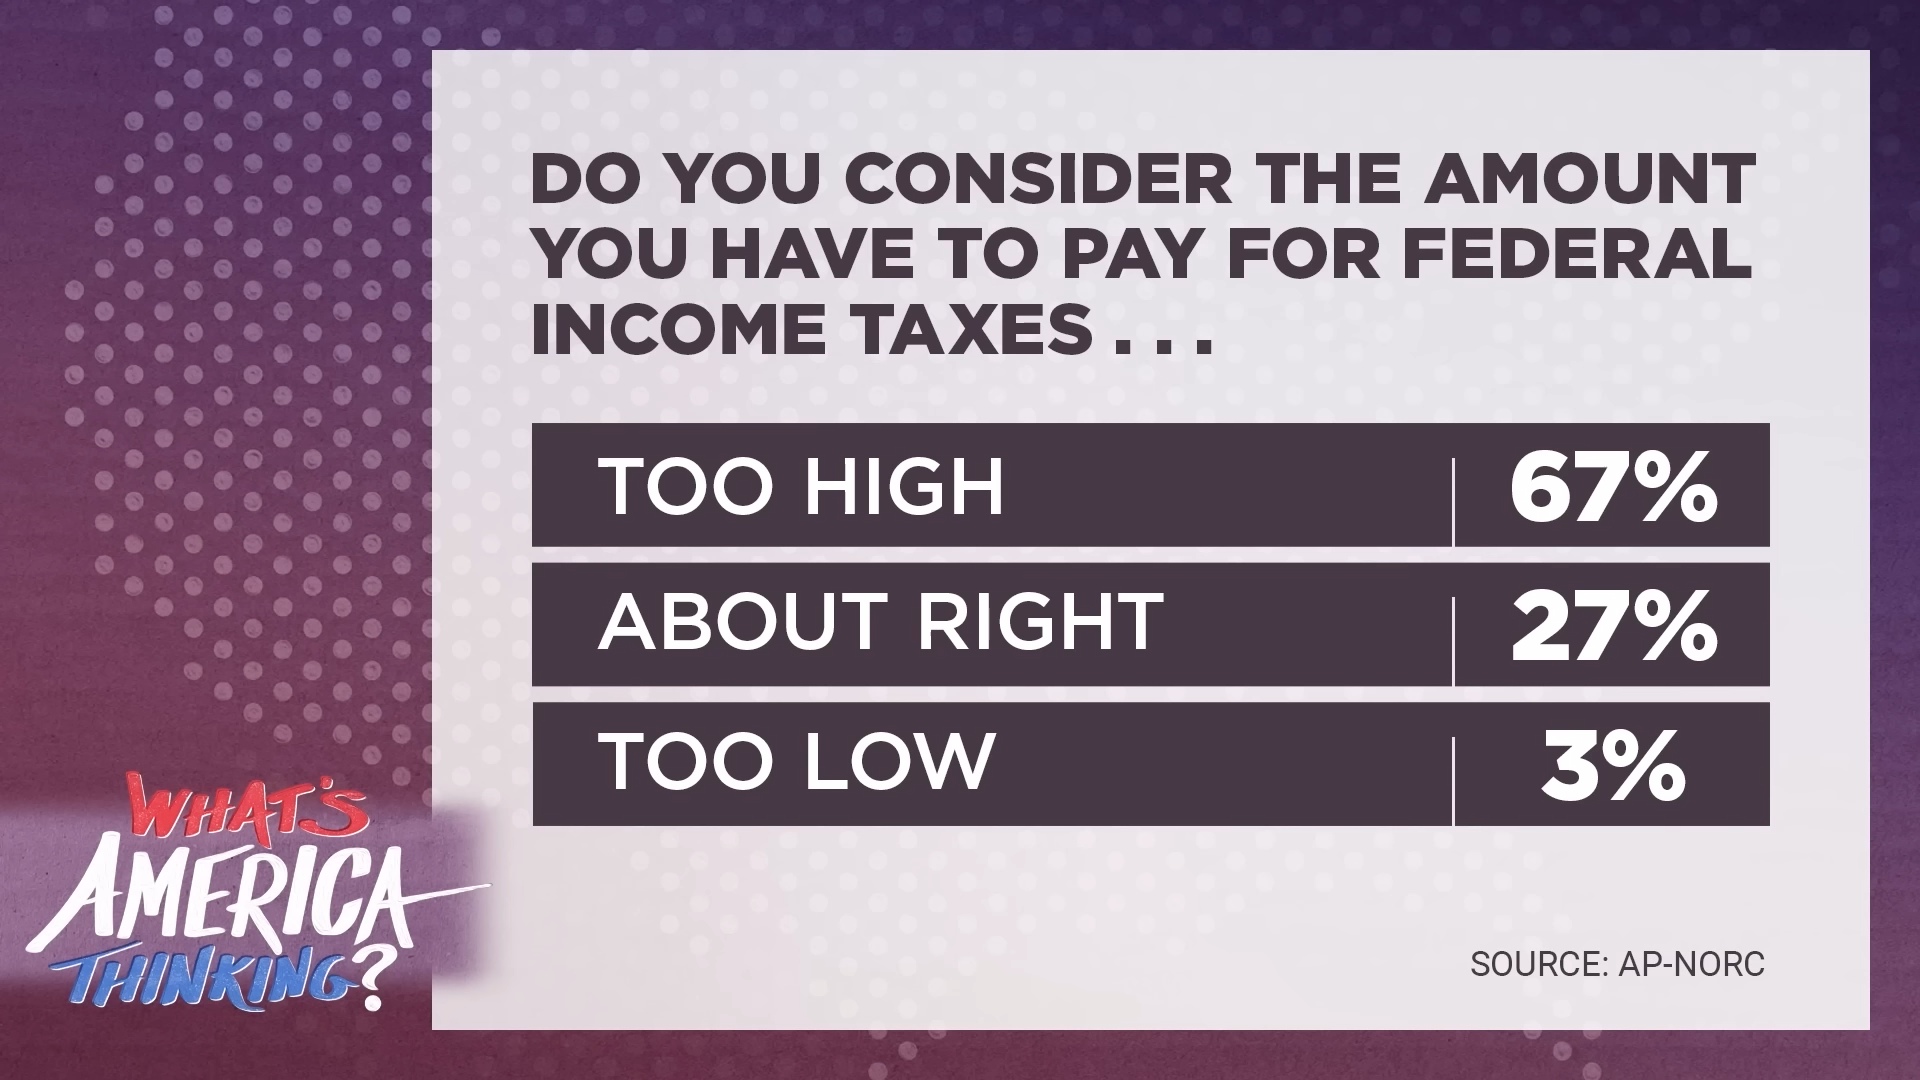 DO YOU CONSIDER THE AMOUNT
YOU HAVE TO PAY FOR FEDERAL
INCOME TAXES . . .
TOO HIGH 67%
ABOUT RIGHT 27%
TOO LOW 3%
WHAT'S
AMERICA
THINKING?
SOURCE: AP-NORC